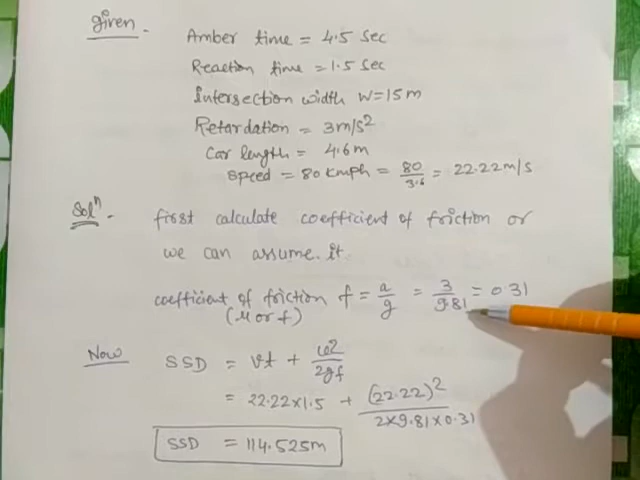 given.
Amber time = 4.5 Sec
Reaction time = 1.5 Sec
Intersection width W = 15m
Retardation = 3m/s²
Car length = 4.6m
Speed = 80 Kmph = 80/3.6 = 22.22m/s
Solⁿ. first calculate coefficient of friction or
we can assume. it
coefficient of friction f = a/g = 3/9.81 = 0.31
(μ or f)
Now SSD = vt + v²/2gf
= 22.22×1.5 + (22.22)²/2×9.81×0.31
SSD = 114.525m